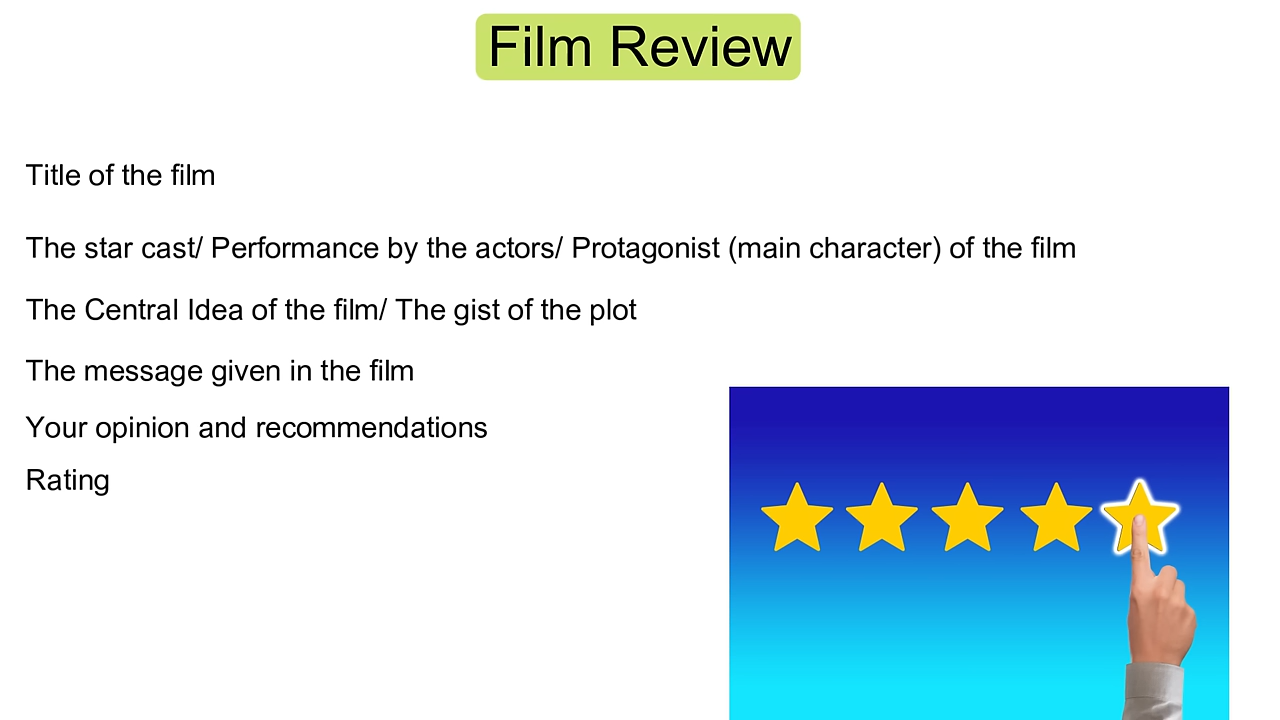 Film Review
Title of the film
The star cast/ Performance by the actors/ Protagonist (main character) of the film
The Central Idea of the film/ The gist of the plot
The message given in the film
Your opinion and recommendations
Rating